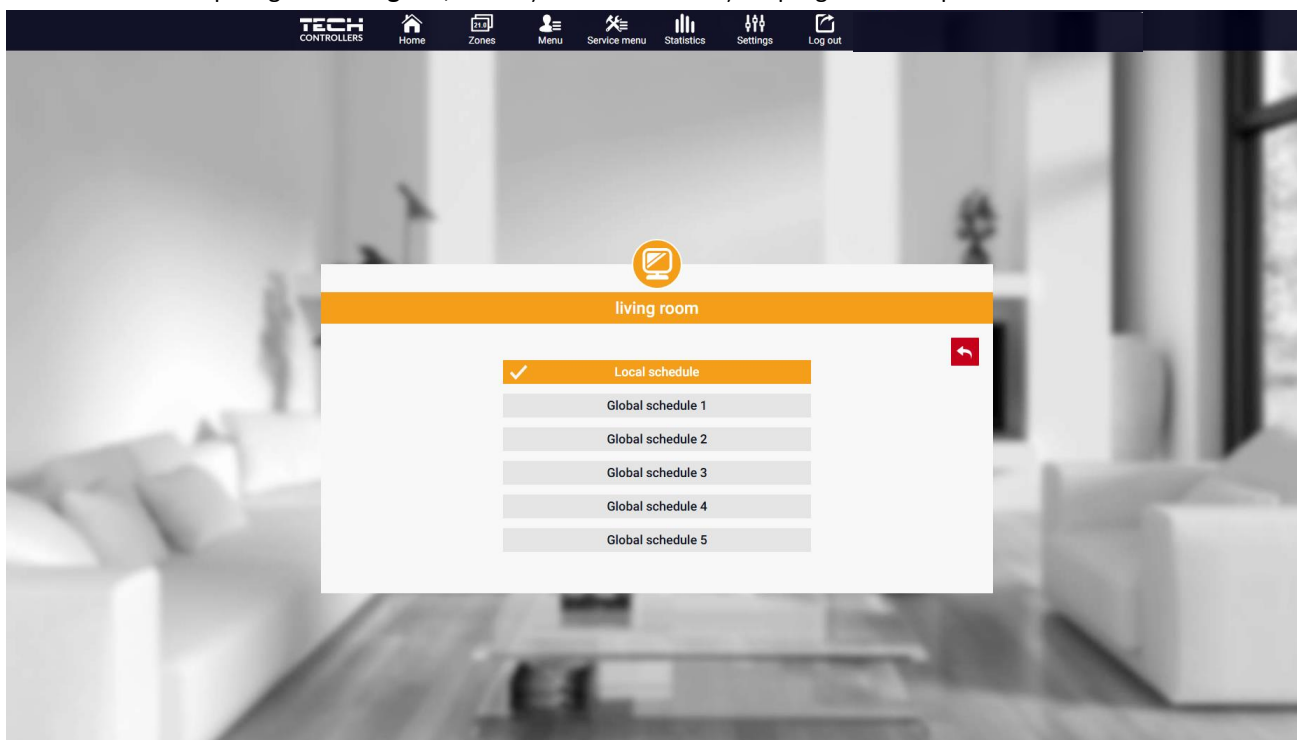 TECH
CONTROLLERS
Home
21.0
Zones
Menu
Service menu
Statistics
Settings
Log out
living room
Local schedule
Global schedule 1
Global schedule 2
Global schedule 3
Global schedule 4
Global schedule 5